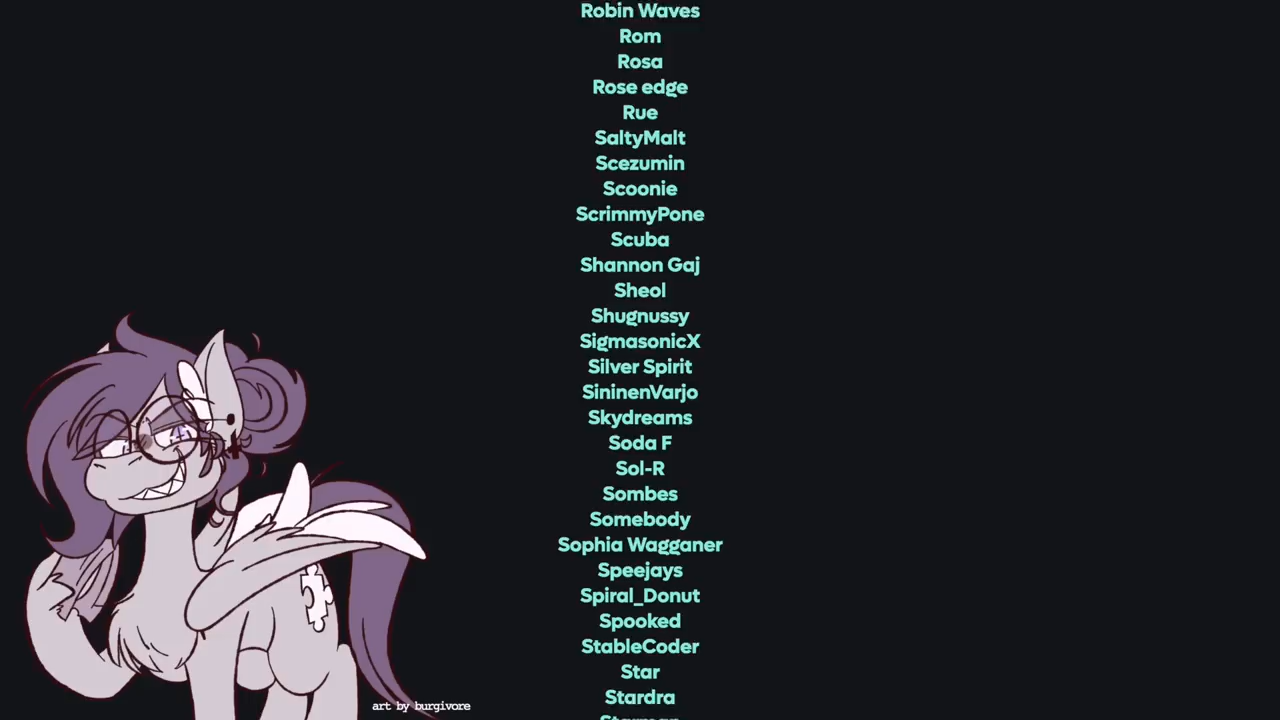 Robin Waves
Rom
Rosa
Rose edge
Rue
SaltyMalt
Scezumin
Scoonie
ScrimmyPone
Scuba
Shannon Gaj
Sheol
Shugnussy
SigmasonicX
Silver Spirit
SininenVarjo
Skydreams
Soda F
Sol-R
Sombes
Somebody
Sophia Wagganer
Speejays
Spiral_Donut
Spooked
StableCoder
Star
Stardra
art by burgivore